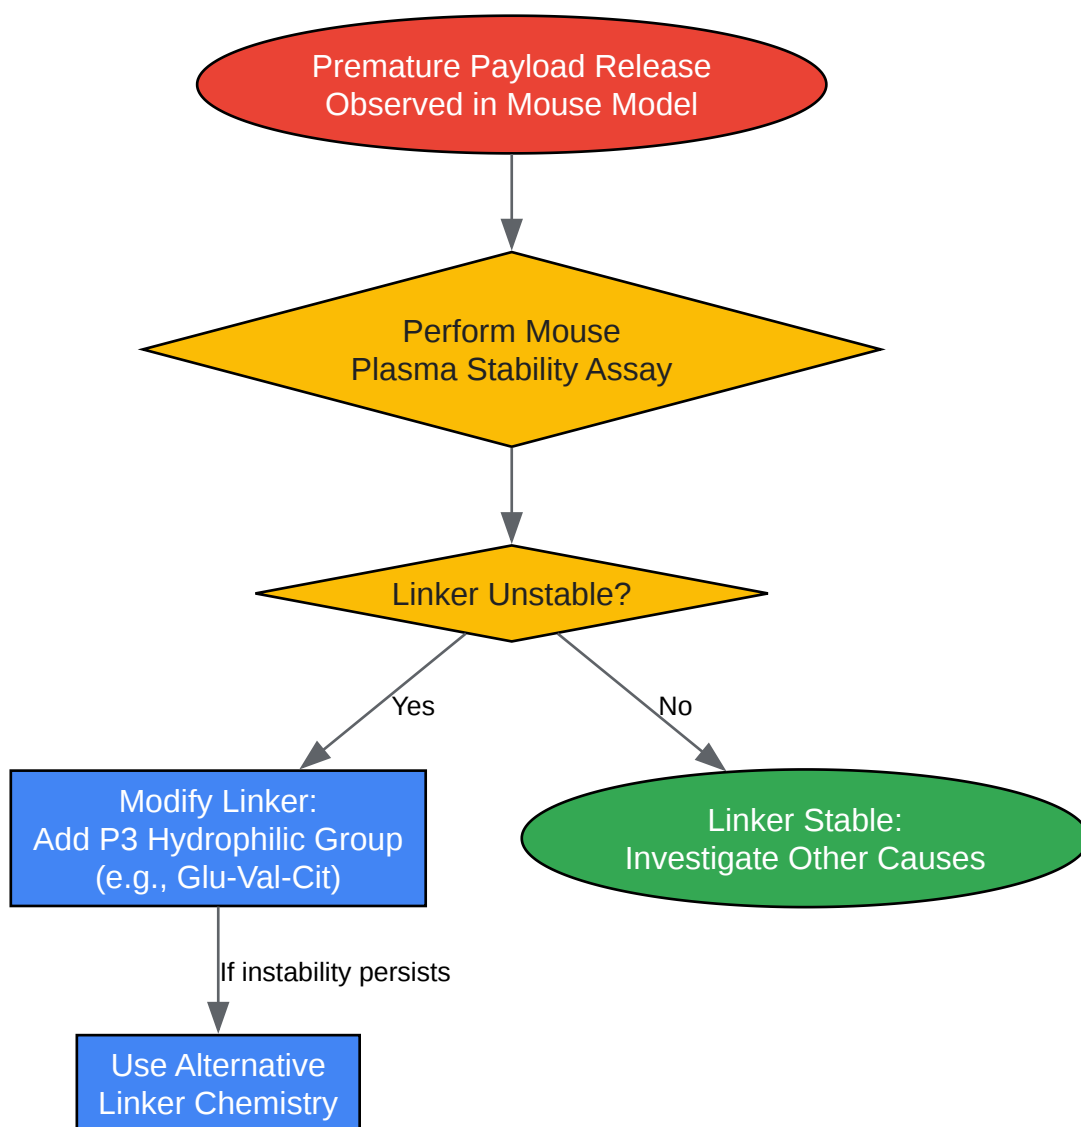 Premature Payload Release
Observed in Mouse Model
Perform Mouse
Plasma Stability Assay
Linker Unstable?
Yes
No
Modify Linker:
Add P3 Hydrophilic Group
(e.g., Glu-Val-Cit)
Linker Stable:
Investigate Other Causes
If instability persists
Use Alternative
Linker Chemistry